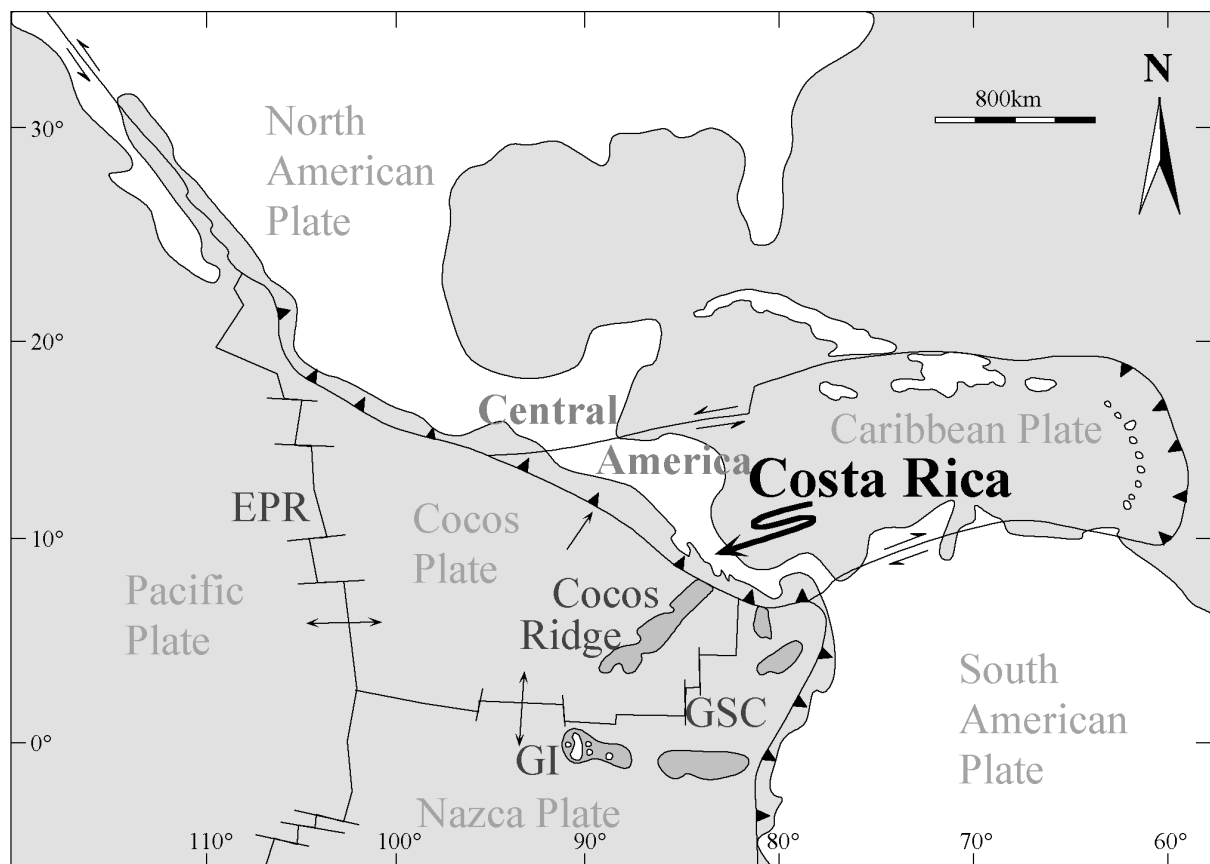 N
800km
North
American
Plate
30°
20°
Central
America
Caribbean Plate
Costa Rica
EPR
Cocos
Plate
10°
Pacific
Plate
Cocos
Ridge
South
American
Plate
GSC
0°
GI
Nazca Plate
110°
100°
90°
80°
70°
60°